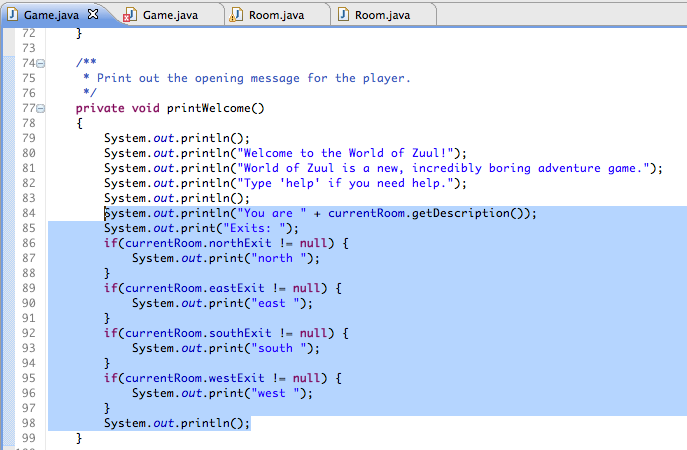 Game.java Game.java Room.java Room.java
72 }
73
74 /**
75  * Print out the opening message for the player.
76  */
77 private void printWelcome()
78 {
79 System.out.println();
80 System.out.println("Welcome to the World of Zuul!");
81 System.out.println("World of Zuul is a new, incredibly boring adventure game.");
82 System.out.println("Type 'help' if you need help.");
83 System.out.println();
84 System.out.println("You are " + currentRoom.getDescription());
85 System.out.print("Exits: ");
86 if(currentRoom.northExit != null) {
87 System.out.print("north ");
88 }
89 if(currentRoom.eastExit != null) {
90 System.out.print("east ");
91 }
92 if(currentRoom.southExit != null) {
93 System.out.print("south ");
94 }
95 if(currentRoom.westExit != null) {
96 System.out.print("west ");
97 }
98 System.out.println();
99 }